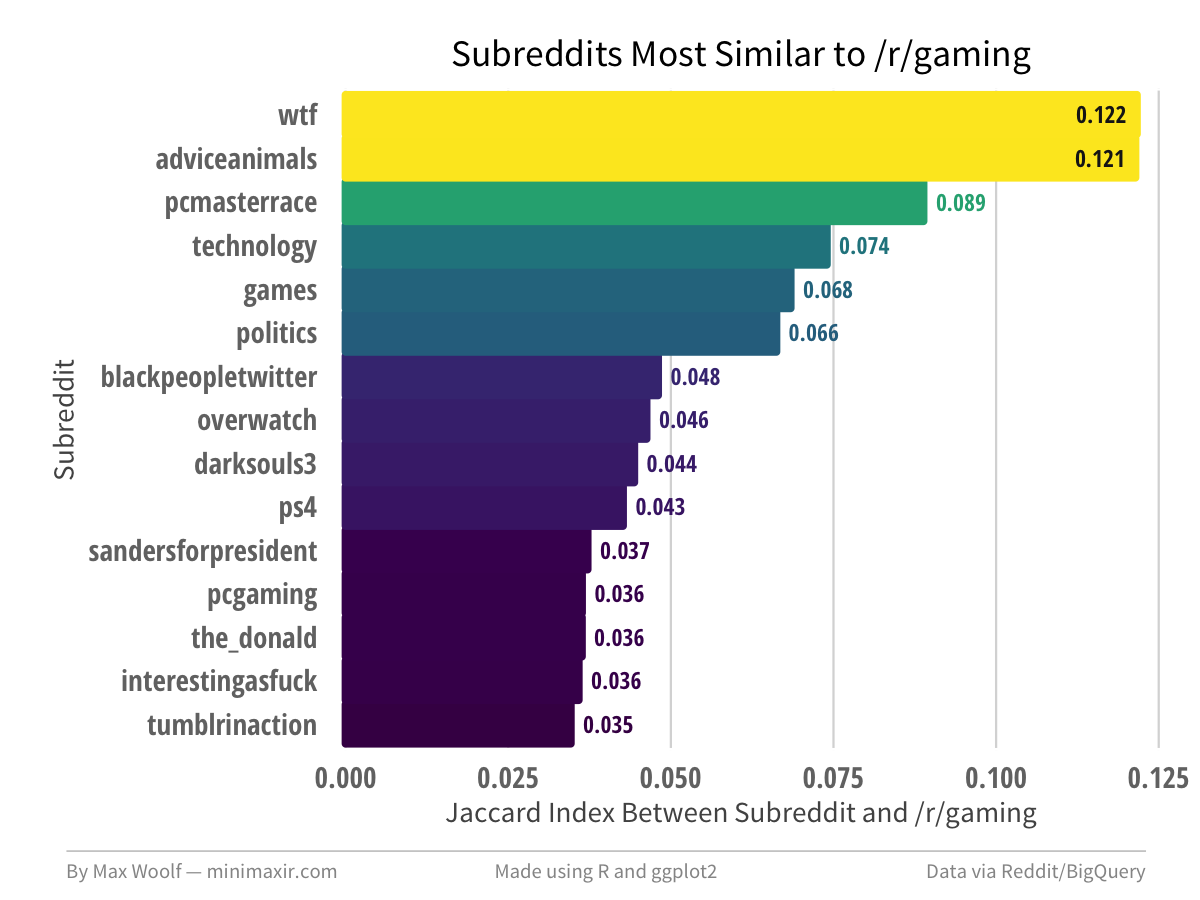 Subreddits Most Similar to /r/gaming
Subreddit
wtf 0.122
adviceanimals 0.121
pcmasterrace 0.089
technology 0.074
games 0.068
politics 0.066
blackpeopletwitter 0.048
overwatch 0.046
darksouls3 0.044
ps4 0.043
sandersforpresident 0.037
pcgaming 0.036
the_donald 0.036
interestingasfuck 0.036
tumblrinaction 0.035
0.000 0.025 0.050 0.075 0.100 0.125
Jaccard Index Between Subreddit and /r/gaming
By Max Woolf — minimaxir.com Made using R and ggplot2 Data via Reddit/BigQuery